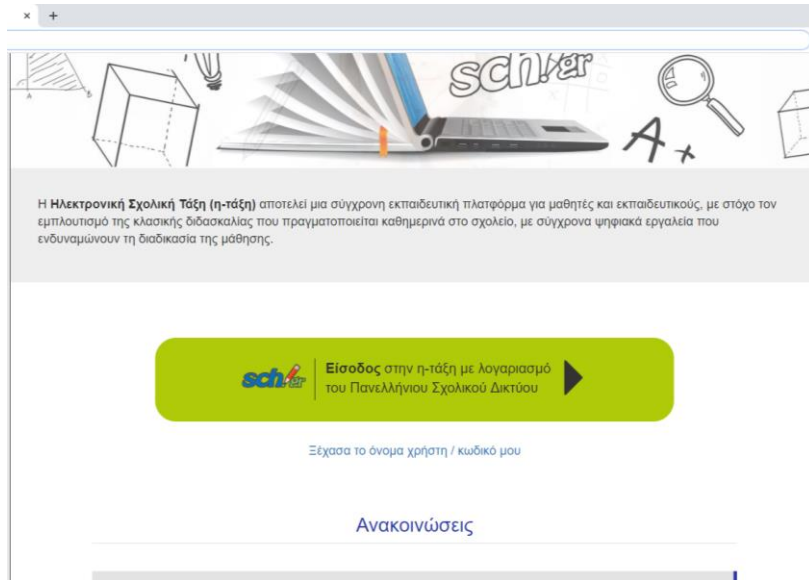 sch.gr
A
B
A+
Η Ηλεκτρονική Σχολική Τάξη (η-τάξη) αποτελεί μια σύγχρονη εκπαιδευτική πλατφόρμα για μαθητές και εκπαιδευτικούς, με στόχο τον
εμπλουτισμό της κλασικής διδασκαλίας που πραγματοποιείται καθημερινά στο σχολείο, με σύγχρονα ψηφιακά εργαλεία που
ενδυναμώνουν τη διαδικασία της μάθησης.
sch.gr
Είσοδος στην η-τάξη με λογαριασμό
του Πανελλήνιου Σχολικού Δικτύου
Ξέχασα το όνομα χρήστη / κωδικό μου
Ανακοινώσεις